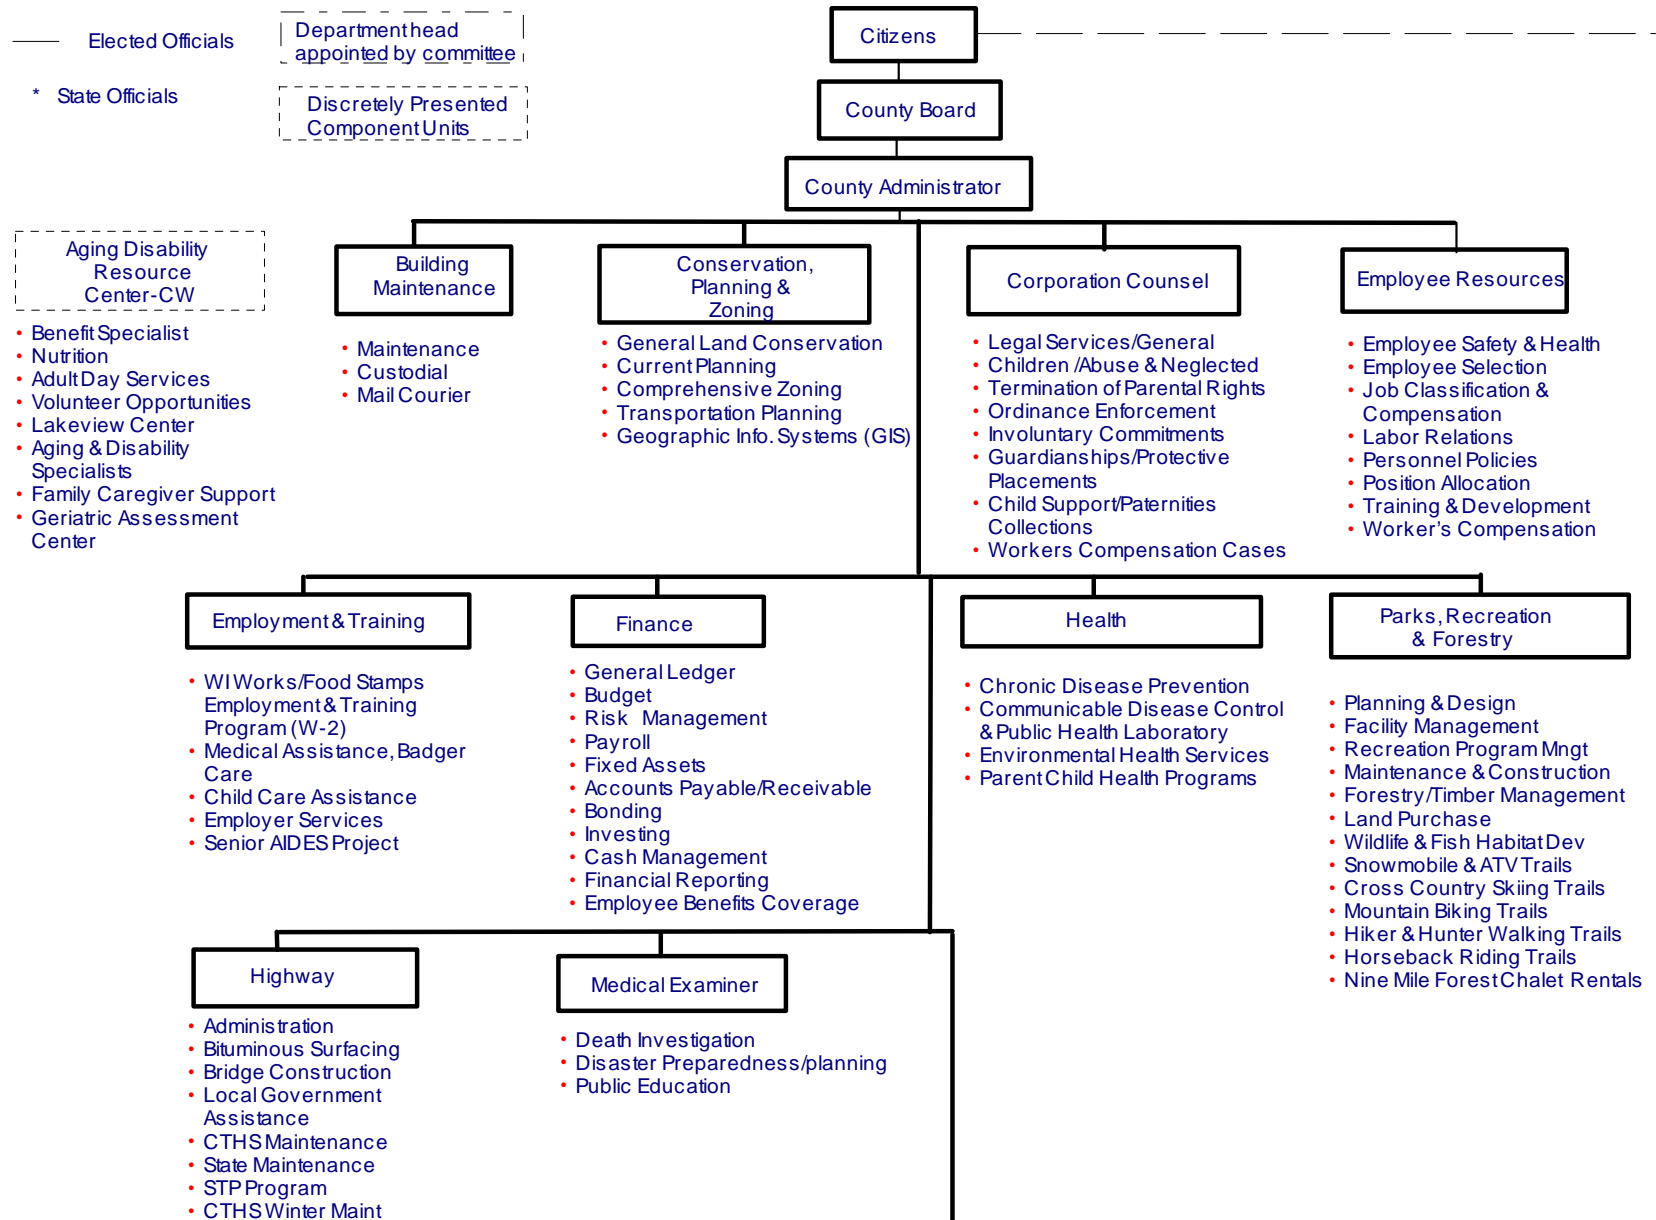 Elected Officials
* State Officials
Department head
appointed by committee
Discretely Presented
Component Units
Citizens
County Board
County Administrator
Aging Disability
Resource
Center-CW
• Benefit Specialist
• Nutrition
• Adult Day Services
• Volunteer Opportunities
• Lakeview Center
• Aging & Disability
Specialists
• Family Caregiver Support
• Geriatric Assessment
Center
Building
Maintenance
• Maintenance
• Custodial
• Mail Courier
Conservation,
Planning &
Zoning
• General Land Conservation
• Current Planning
• Comprehensive Zoning
• Transportation Planning
• Geographic Info. Systems (GIS)
Corporation Counsel
• Legal Services/General
• Children /Abuse & Neglected
• Termination of Parental Rights
• Ordinance Enforcement
• Involuntary Commitments
• Guardianships/Protective
Placements
• Child Support/Paternities
Collections
• Workers Compensation Cases
Employee Resources
• Employee Safety & Health
• Employee Selection
• Job Classification &
Compensation
• Labor Relations
• Personnel Policies
• Position Allocation
• Training & Development
• Worker's Compensation
Employment & Training
• WI Works/Food Stamps
Employment & Training
Program (W-2)
• Medical Assistance, Badger
Care
• Child Care Assistance
• Employer Services
• Senior AIDES Project
Finance
• General Ledger
• Budget
• Risk Management
• Payroll
• Fixed Assets
• Accounts Payable/Receivable
• Bonding
• Investing
• Cash Management
• Financial Reporting
• Employee Benefits Coverage
Health
• Chronic Disease Prevention
• Communicable Disease Control
& Public Health Laboratory
• Environmental Health Services
• Parent Child Health Programs
Parks, Recreation
& Forestry
• Planning & Design
• Facility Management
• Recreation Program Mngt
• Maintenance & Construction
• Forestry/Timber Management
• Land Purchase
• Wildlife & Fish Habitat Dev
• Snowmobile & ATV Trails
• Cross Country Skiing Trails
• Mountain Biking Trails
• Hiker & Hunter Walking Trails
• Horseback Riding Trails
• Nine Mile Forest Chalet Rentals
Highway
• Administration
• Bituminous Surfacing
• Bridge Construction
• Local Government
Assistance
• CTHS Maintenance
• State Maintenance
• STP Program
• CTHS Winter Maint
Medical Examiner
• Death Investigation
• Disaster Preparedness/planning
• Public Education